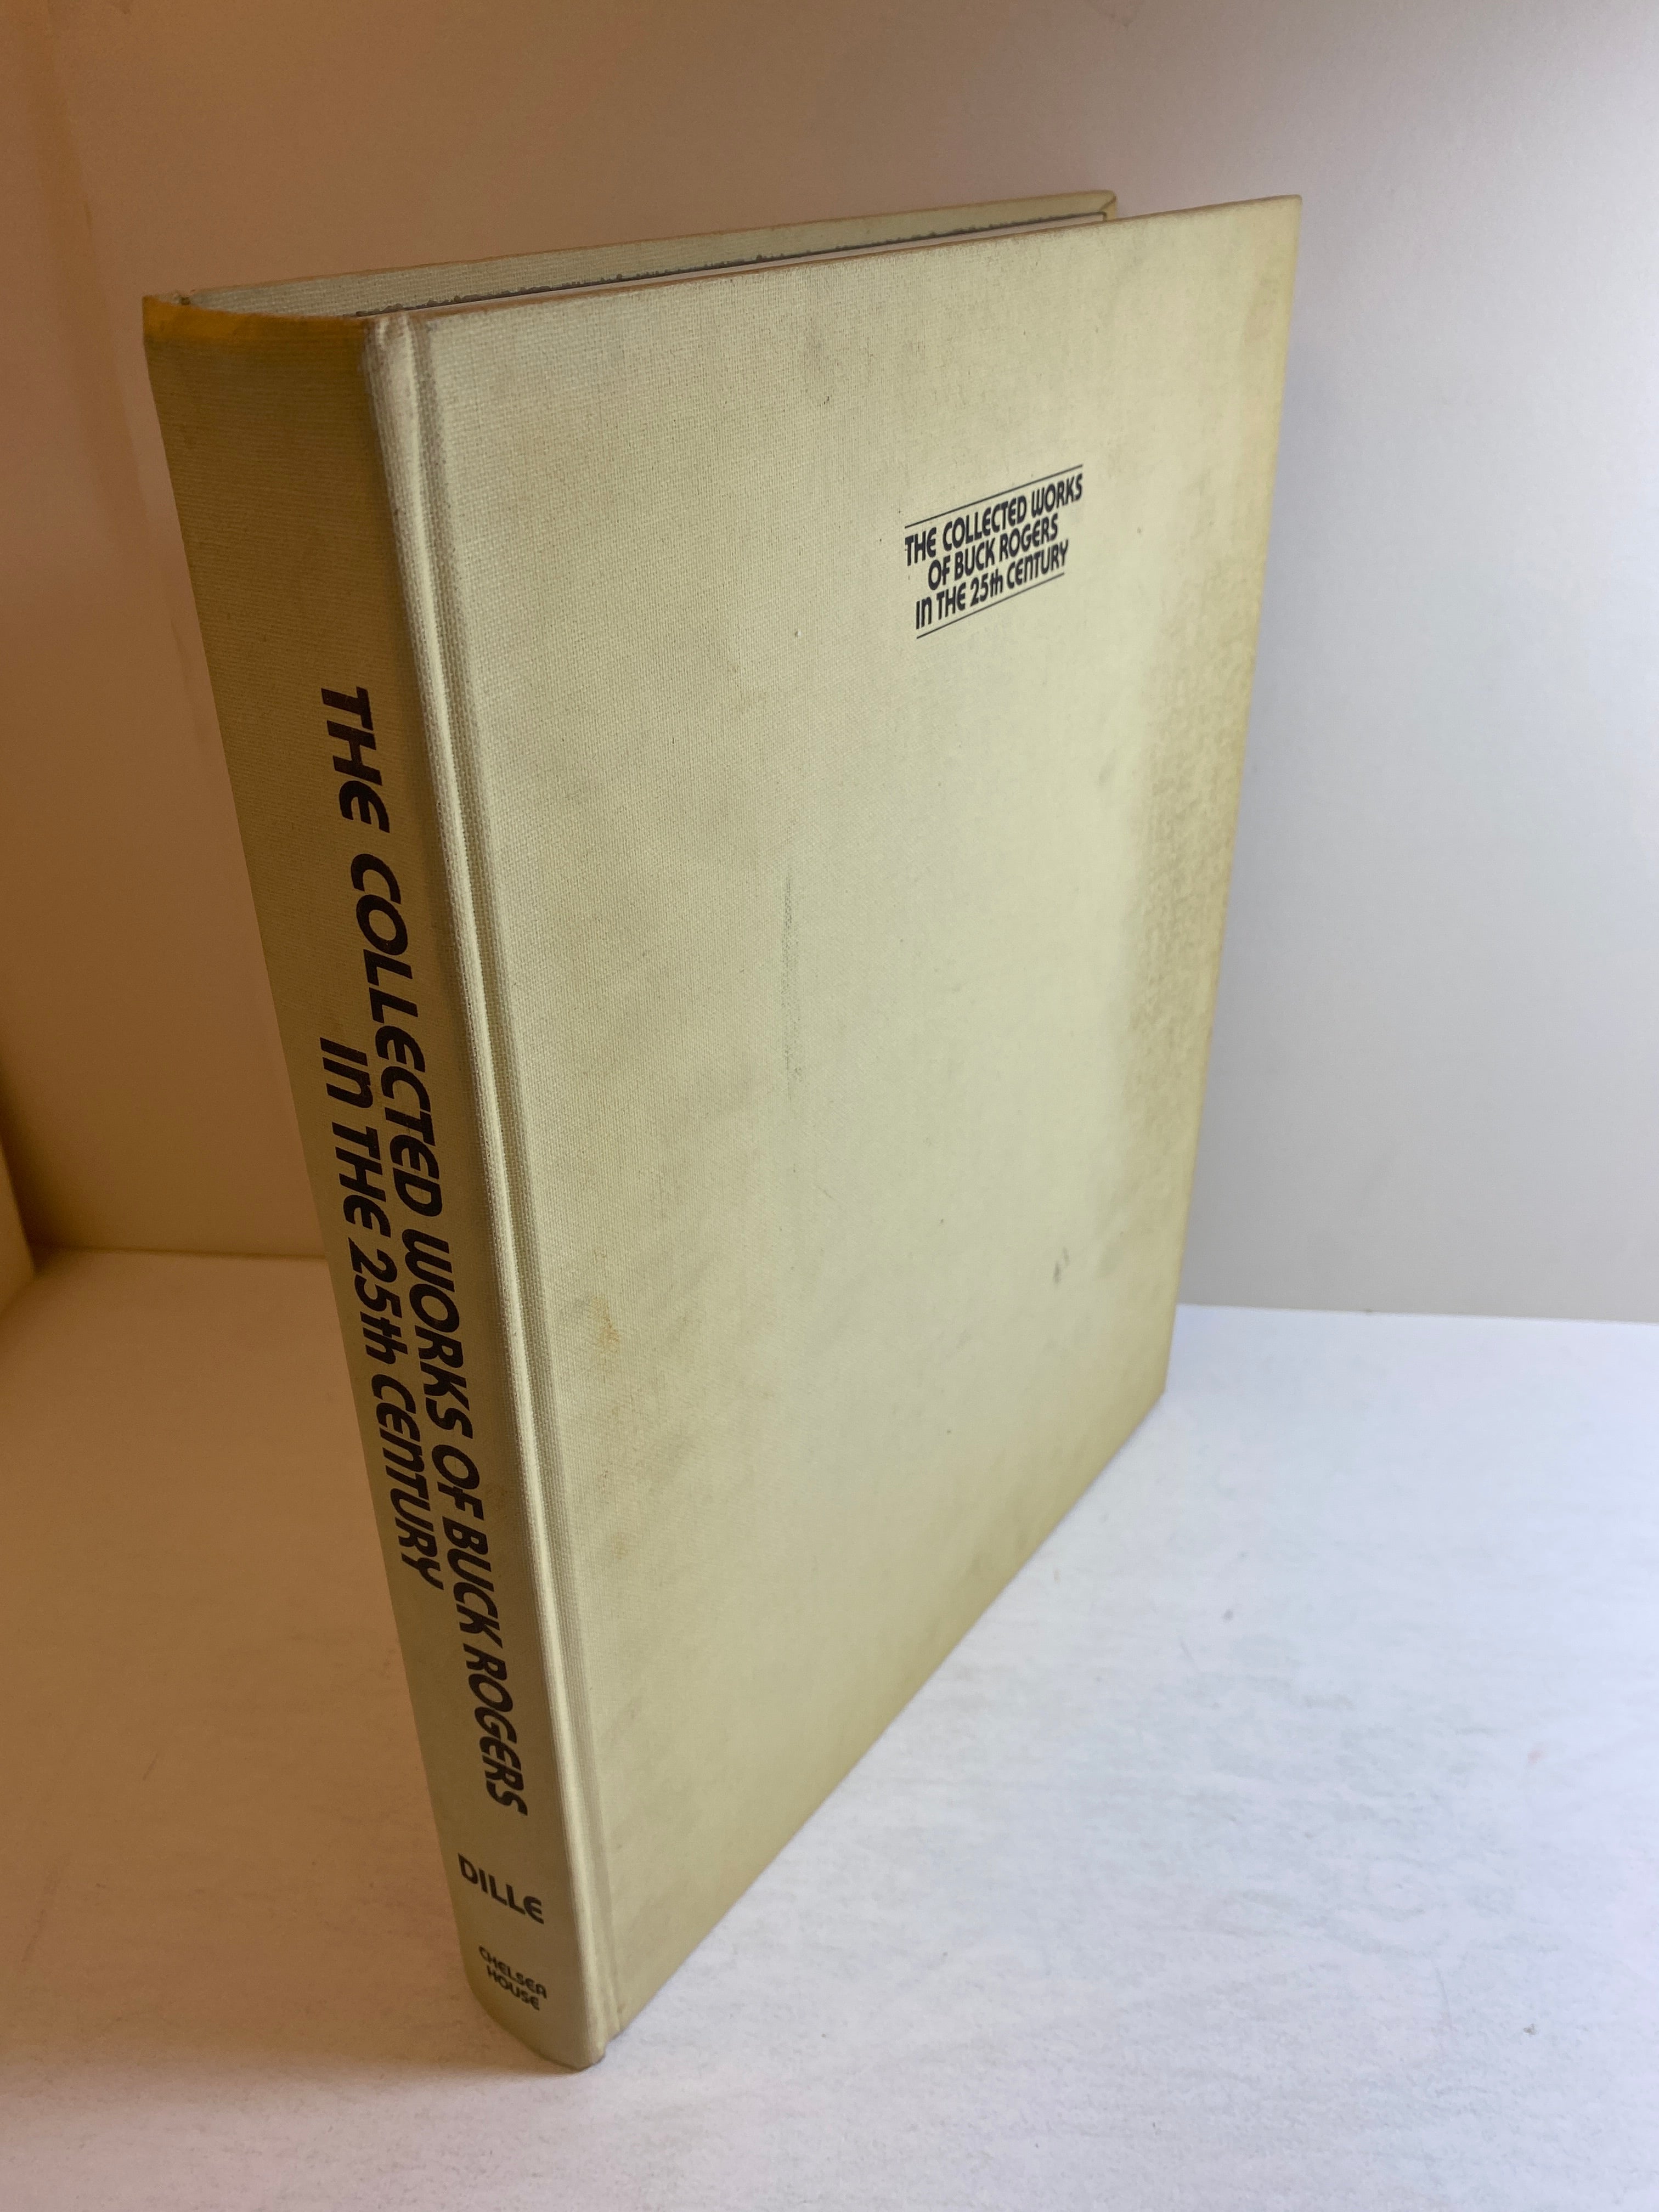 THE COLLECTED WORKS
OF BUCK ROGERS
In THE 25th CEnTURY
THE COLLECTED WORKS OF BUCK ROGERS
In THE 25th CEnTURY
DILLE
CHELSEA
HOUSE